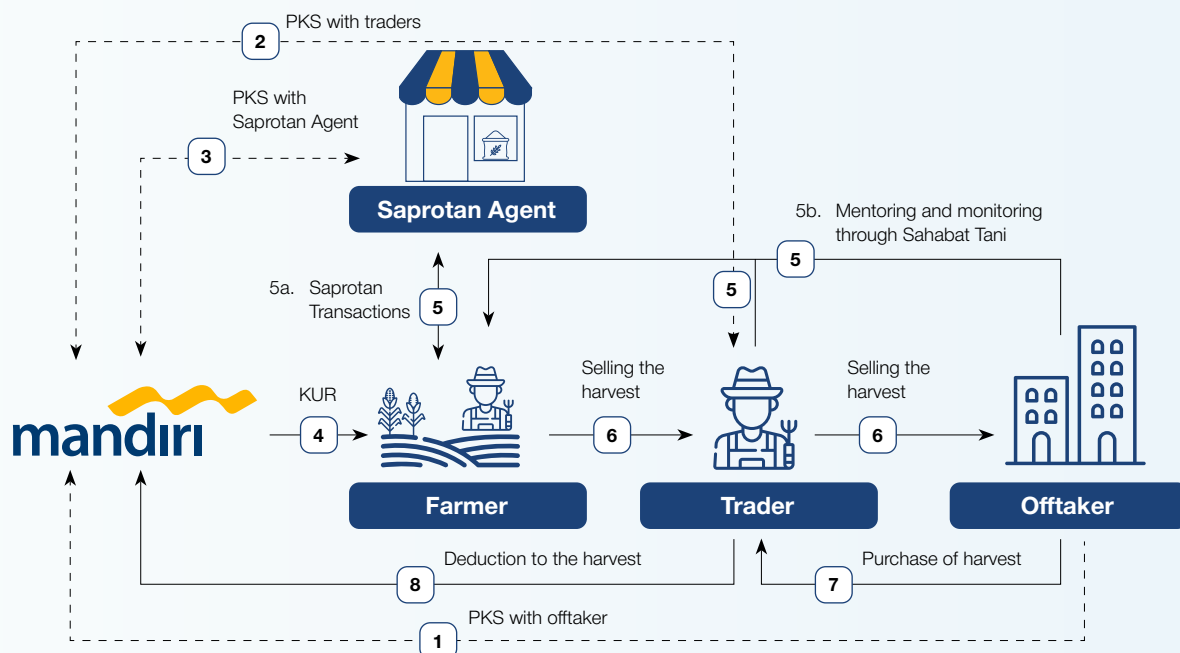 PKS with traders
2
PKS with
Saprotan Agent
3
Saprotan Agent
5b. Mentoring and monitoring
through Sahabat Tani
5
5
5a. Saprotan
Transactions
5
mandiri
KUR
4
Selling the
harvest
6
Selling the
harvest
6
Farmer
Trader
Offtaker
Deduction to the harvest
8
Purchase of harvest
7
PKS with offtaker
1